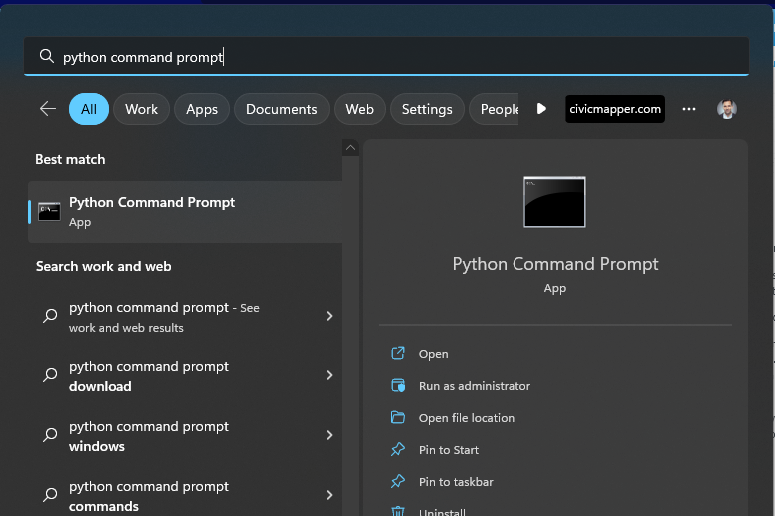 python command prompt
All Work Apps Documents Web Settings People civicmapper.com
Best match
Python Command Prompt
App
Search work and web
python command prompt - See
work and web results
python command prompt
download
python command prompt
windows
python command prompt
commands
Python Command Prompt
App
Open
Run as administrator
Open file location
Pin to Start
Pin to taskbar
Uninstall